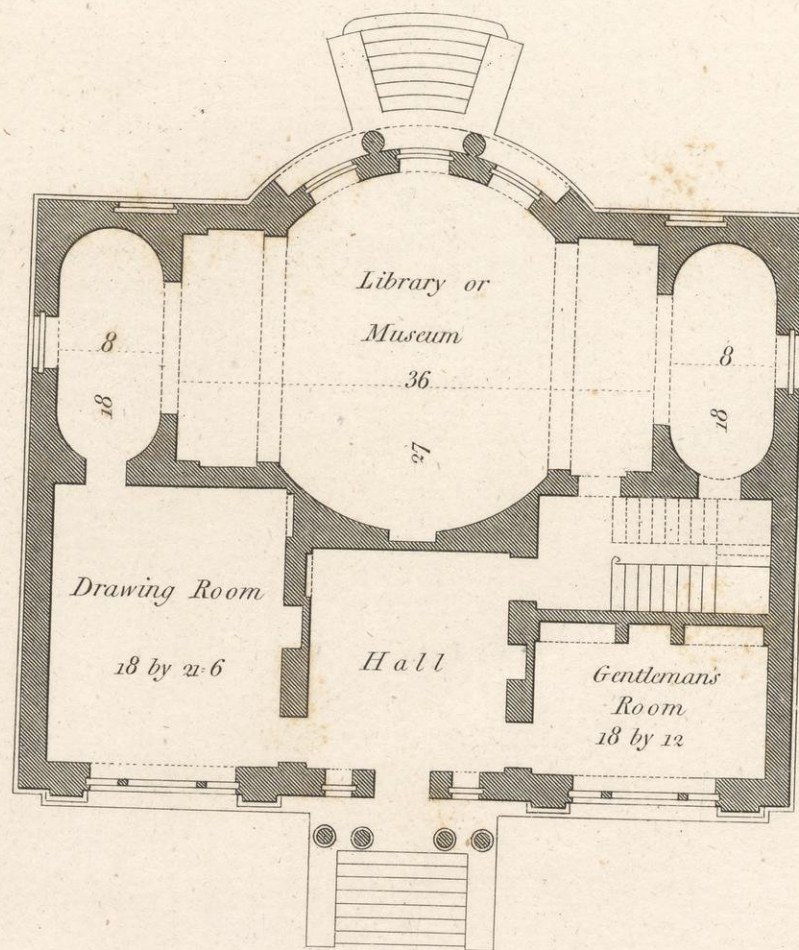 Library or
Museum
36
27
8
18
8
18
Drawing Room
18 by 21·6
Hall
Gentleman's
Room
18 by 12